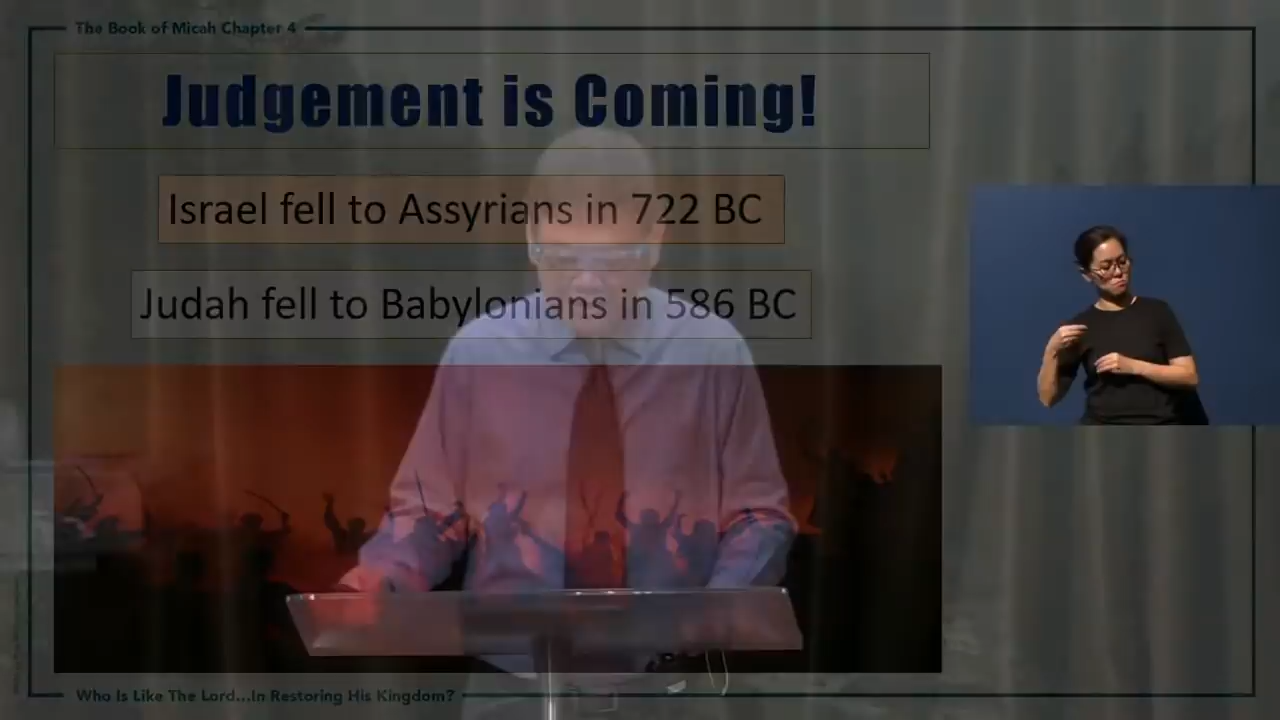 The Book of Micah Chapter 4
Judgement is Coming!
Israel fell to Assyrians in 722 BC
Judah fell to Babylonians in 586 BC
Who Is Like The Lord...In Restoring His Kingdom?